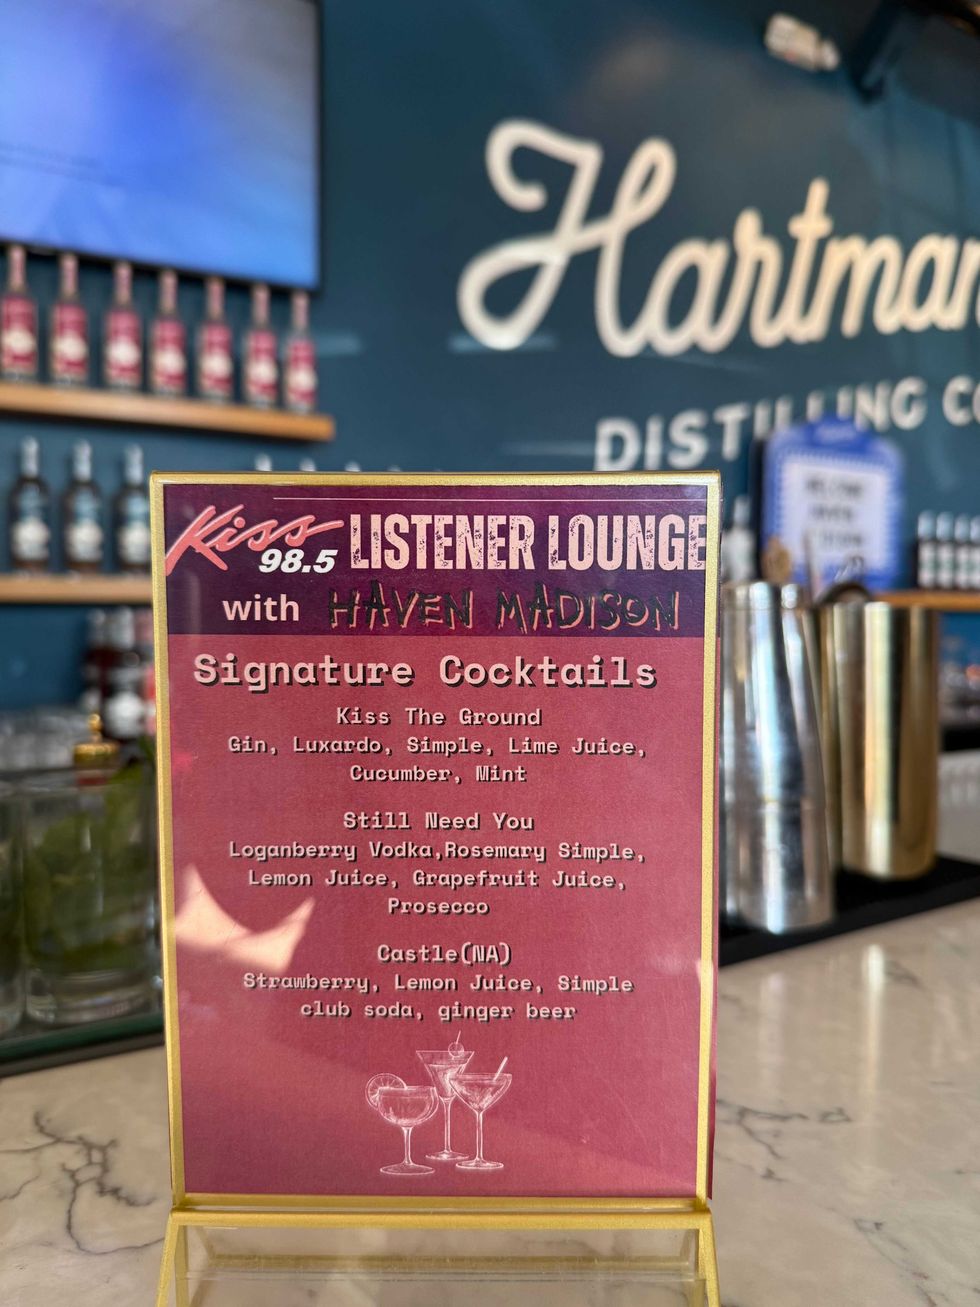 Hartman
DISTILLING CO
Kiss
98.5
LISTENER LOUNGE
with HAVEN MADISON
Signature Cocktails
Kiss The Ground
Gin, Luxardo, Simple, Lime Juice,
Cucumber, Mint
Still Need You
Loganberry Vodka,Rosemary Simple,
Lemon Juice, Grapefruit Juice,
Prosecco
Castle(NA)
Strawberry, Lemon Juice, Simple
club soda, ginger beer